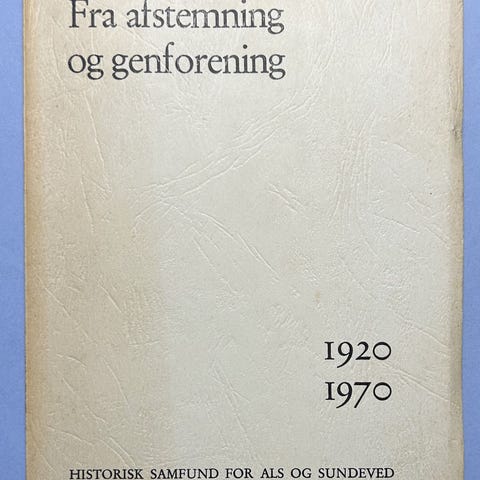 Fra afstemning
og genforening
1920
1970
HISTORISK SAMFUND FOR ALS OG SUNDEVED